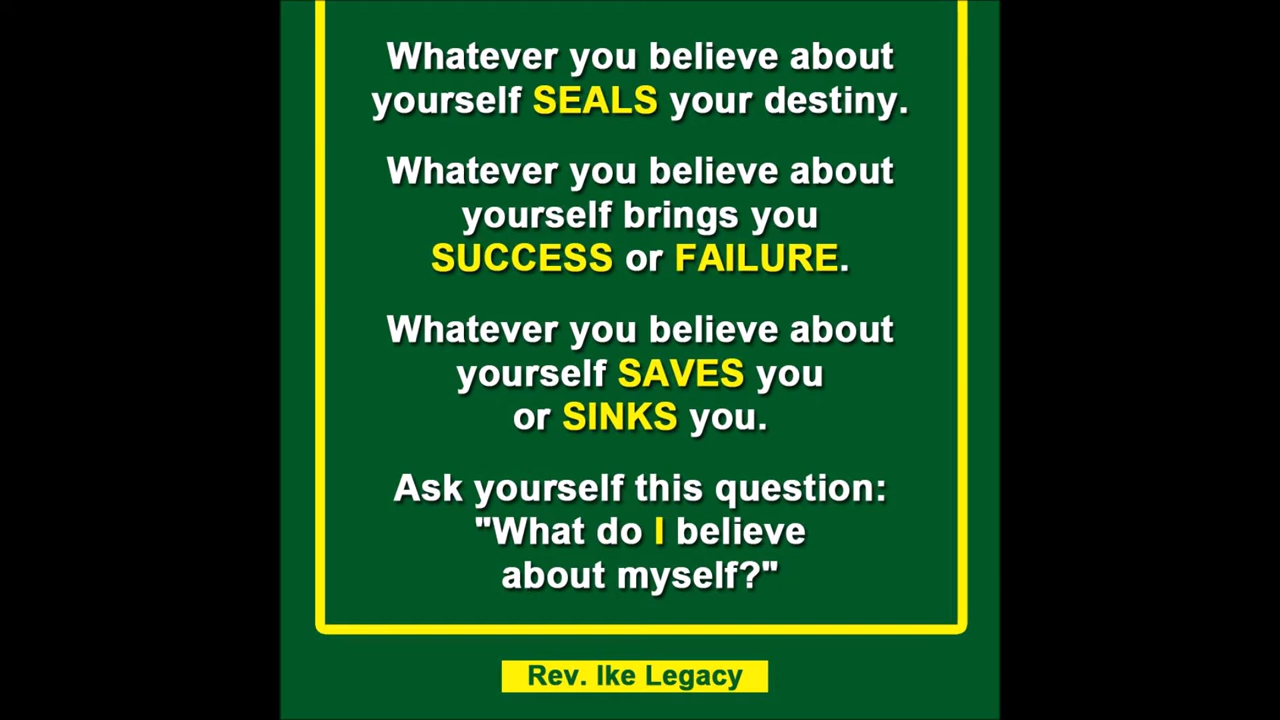 Whatever you believe about
yourself SEALS your destiny.
Whatever you believe about
yourself brings you
SUCCESS or FAILURE.
Whatever you believe about
yourself SAVES you
or SINKS you.
Ask yourself this question:
"What do I believe
about myself?"
Rev. Ike Legacy